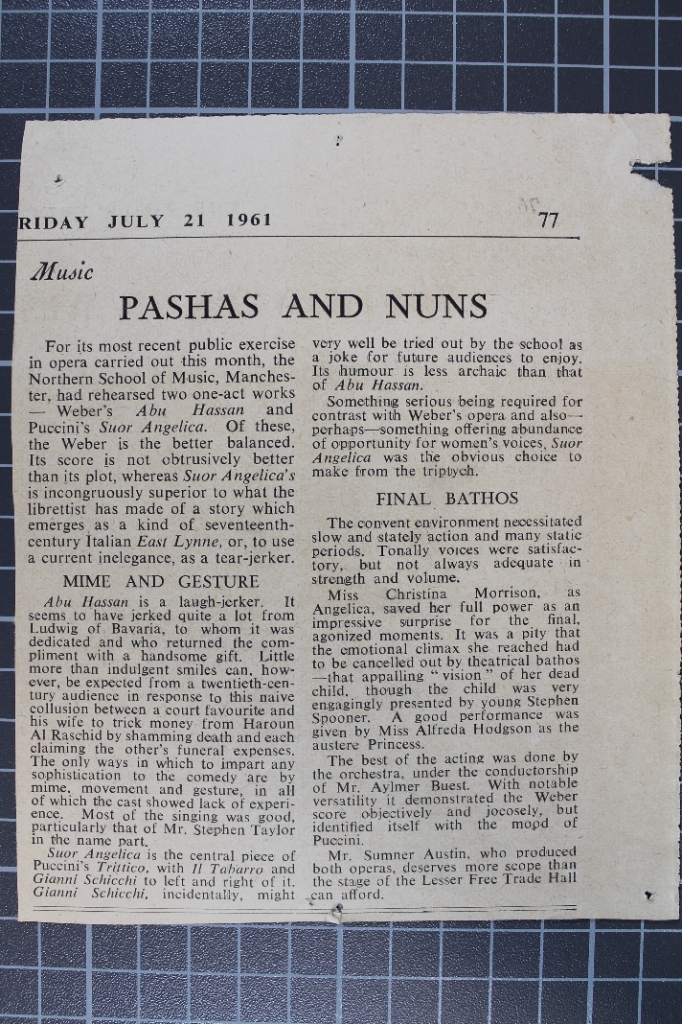 RIDAY JULY 21 1961
77
Music
PASHAS AND NUNS
For its most recent public exercise
in opera carried out this month, the
Northern School of Music, Manches-
ter, had rehearsed two one-act works
— Weber's Abu Hassan and
Puccini's Suor Angelica. Of these,
the Weber is the better balanced.
Its score is not obtrusively better
than its plot, whereas Suor Angelica's
is incongruously superior to what the
librettist has made of a story which
emerges as a kind of seventeenth-
century Italian East Lynne, or, to use
a current inelegance, as a tear-jerker.
MIME AND GESTURE
Abu Hassan is a laugh-jerker. It
seems to have jerked quite a lot from
Ludwig of Bavaria, to whom it was
dedicated and who returned the com-
pliment with a handsome gift. Little
more than indulgent smiles can, how-
ever, be expected from a twentieth-cen-
tury audience in response to this naive
collusion between a court favourite and
his wife to trick money from Haroun
Al Raschid by shamming death and each
claiming the other's funeral expenses.
The only ways in which to impart any
sophistication to the comedy are by
mime, movement and gesture, in all
of which the cast showed lack of experi-
ence. Most of the singing was good,
particularly that of Mr. Stephen Taylor
in the name part.
Suor Angelica is the central piece of
Puccini's Trittico, with Il Tabarro and
Gianni Schicchi to left and right of it.
Gianni Schicchi, incidentally, might
very well be tried out by the school as
a joke for future audiences to enjoy.
Its humour is less archaic than that
of Abu Hassan.
Something serious being required for
contrast with Weber's opera and also—
perhaps—something offering abundance
of opportunity for women's voices, Suor
Angelica was the obvious choice to
make from the triptych.
FINAL BATHOS
The convent environment necessitated
slow and stately action and many static
periods. Tonally voices were satisfac-
tory, but not always adequate in
strength and volume.
Miss Christina Morrison, as
Angelica, saved her full power as an
impressive surprise for the final,
agonized moments. It was a pity that
the emotional climax she reached had
to be cancelled out by theatrical bathos
—that appalling "vision" of her dead
child, though the child was very
engagingly presented by young Stephen
Spooner. A good performance was
given by Miss Alfreda Hodgson as the
austere Princess.
The best of the acting was done by
the orchestra, under the conductorship
of Mr. Aylmer Buest. With notable
versatility it demonstrated the Weber
score objectively and jocosely, but
identified itself with the mood of
Puccini.
Mr. Sumner Austin, who produced
both operas, deserves more scope than
the stage of the Lesser Free Trade Hall
can afford.